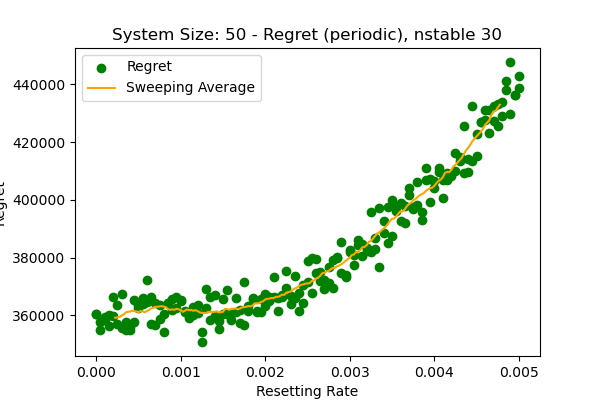 System Size: 50 - Regret (periodic), nstable 30
Regret
Sweeping Average
440000
420000
400000
380000
360000
Regret
0.000
0.001
0.002
0.003
0.004
0.005
Resetting Rate